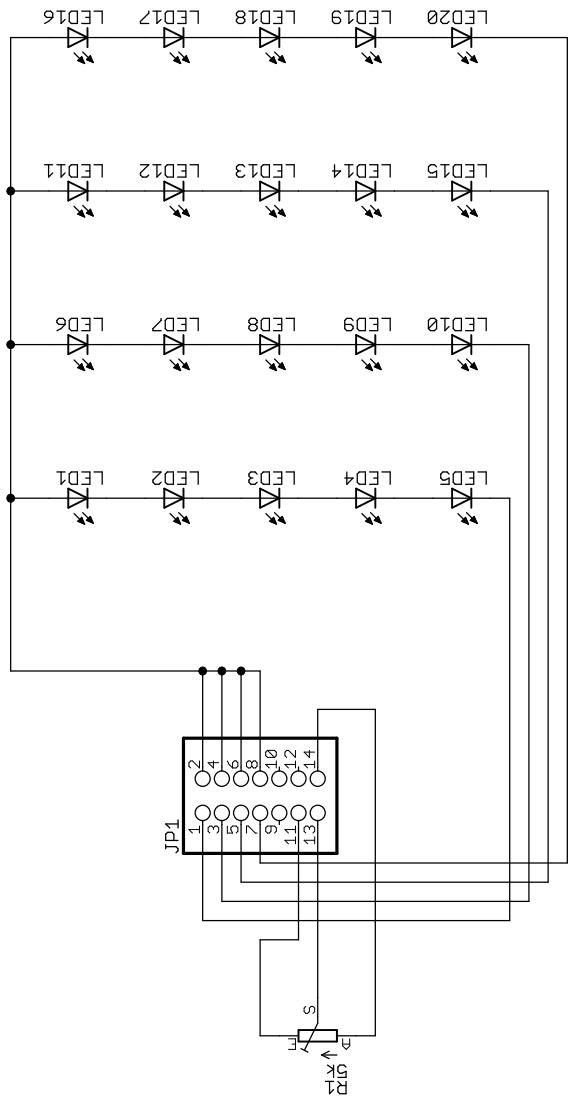 LED16 LED17 LED18 LED19 LED20
LED11 LED12 LED13 LED14 LED15
LED6 LED7 LED8 LED9 LED10
LED1 LED2 LED3 LED4 LED5
2 4 6 8 10 12 14
1 3 5 7 9 11 13
JP1
S
E A
5k
R1